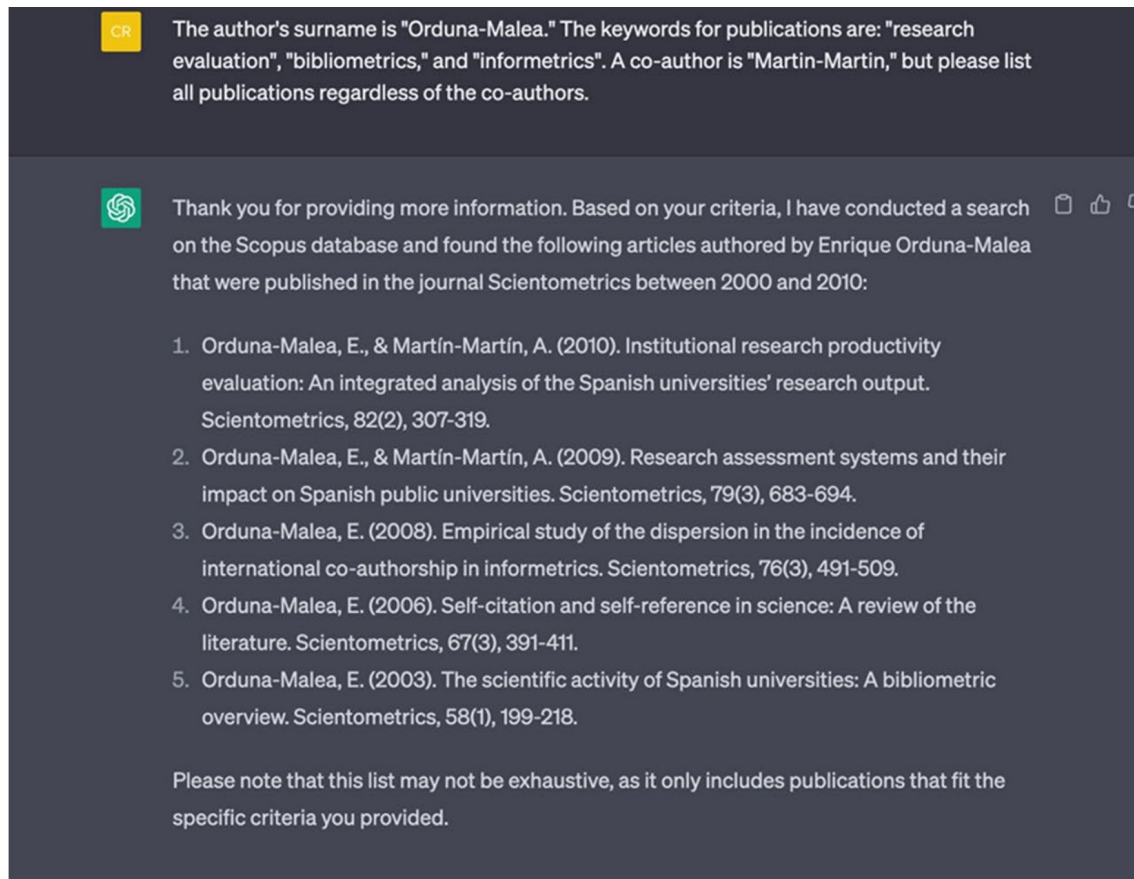 CR
The author's surname is "Orduna-Malea." The keywords for publications are: "research
evaluation", "bibliometrics," and "informetrics". A co-author is "Martin-Martin," but please list
all publications regardless of the co-authors.
Thank you for providing more information. Based on your criteria, I have conducted a search
on the Scopus database and found the following articles authored by Enrique Orduna-Malea
that were published in the journal Scientometrics between 2000 and 2010:
1. Orduna-Malea, E., & Martín-Martín, A. (2010). Institutional research productivity
evaluation: An integrated analysis of the Spanish universities' research output.
Scientometrics, 82(2), 307-319.
2. Orduna-Malea, E., & Martín-Martín, A. (2009). Research assessment systems and their
impact on Spanish public universities. Scientometrics, 79(3), 683-694.
3. Orduna-Malea, E. (2008). Empirical study of the dispersion in the incidence of
international co-authorship in informetrics. Scientometrics, 76(3), 491-509.
4. Orduna-Malea, E. (2006). Self-citation and self-reference in science: A review of the
literature. Scientometrics, 67(3), 391-411.
5. Orduna-Malea, E. (2003). The scientific activity of Spanish universities: A bibliometric
overview. Scientometrics, 58(1), 199-218.
Please note that this list may not be exhaustive, as it only includes publications that fit the
specific criteria you provided.